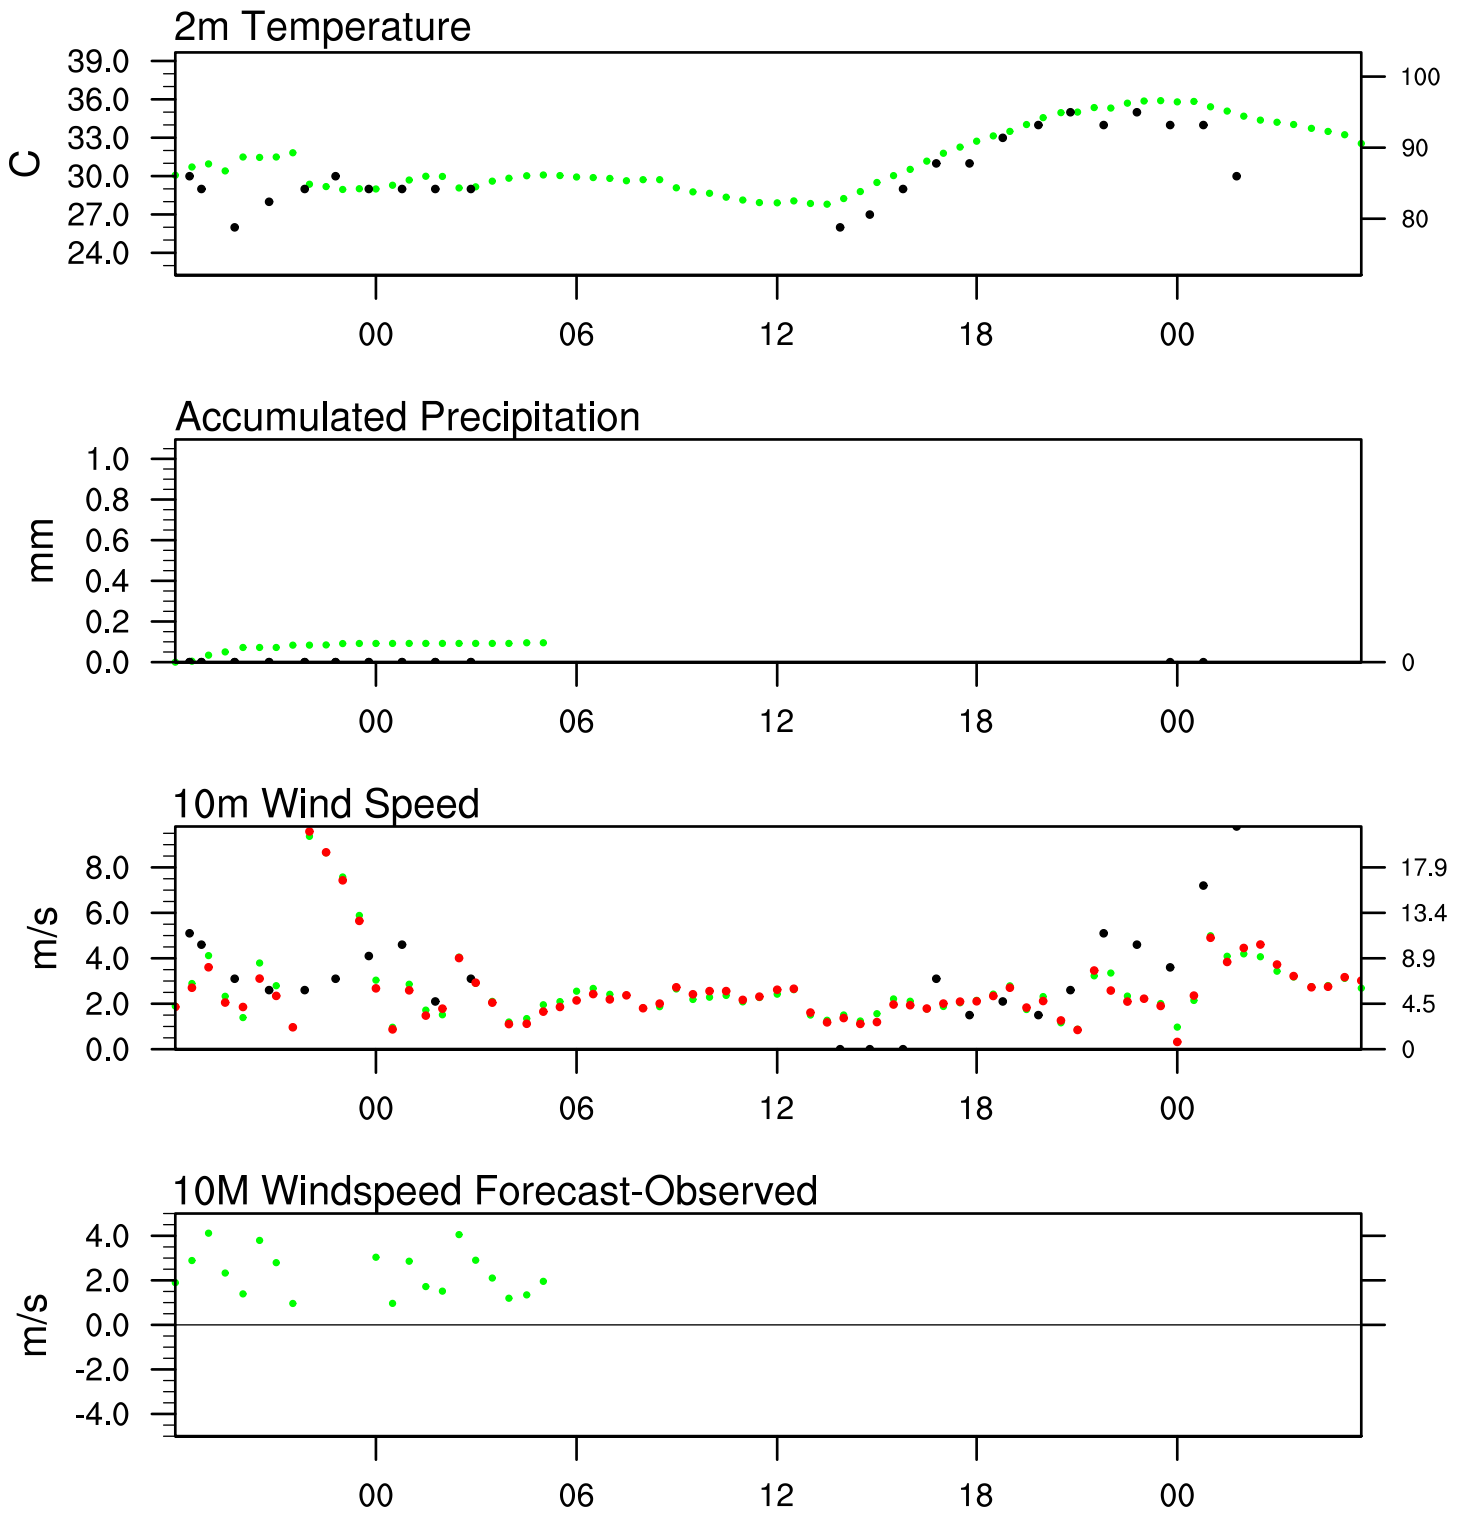 2m Temperature
39.0
36.0
33.0
30.0
27.0
24.0
C
100
90
80
00 06 12 18 00
Accumulated Precipitation
1.0
0.8
0.6
0.4
0.2
0.0
mm
0
00 06 12 18 00
10m Wind Speed
8.0
6.0
4.0
2.0
0.0
m/s
17.9
13.4
8.9
4.5
0
00 06 12 18 00
10M Windspeed Forecast-Observed
4.0
2.0
0.0
-2.0
-4.0
m/s
00 06 12 18 00